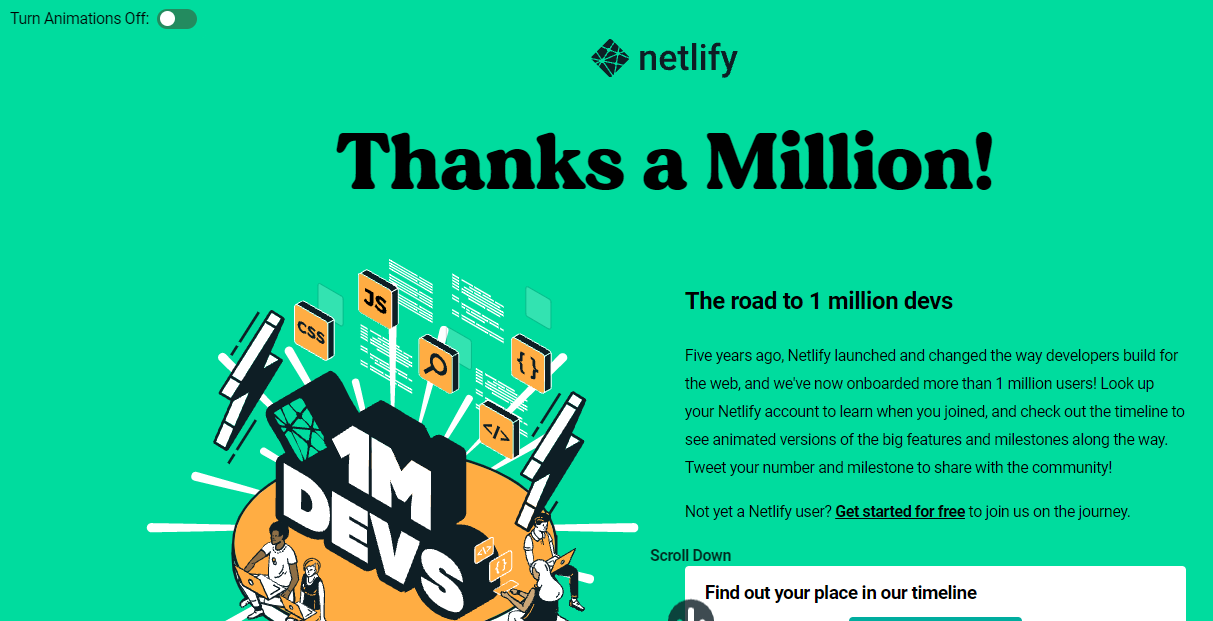 Turn Animations Off:
netlify
Thanks a Million!
JS
CSS
{ }
</>
1M
DEVS
</>
{ }
The road to 1 million devs
Five years ago, Netlify launched and changed the way developers build for
the web, and we've now onboarded more than 1 million users! Look up
your Netlify account to learn when you joined, and check out the timeline to
see animated versions of the big features and milestones along the way.
Tweet your number and milestone to share with the community!
Not yet a Netlify user? Get started for free to join us on the journey.
Scroll Down
Find out your place in our timeline